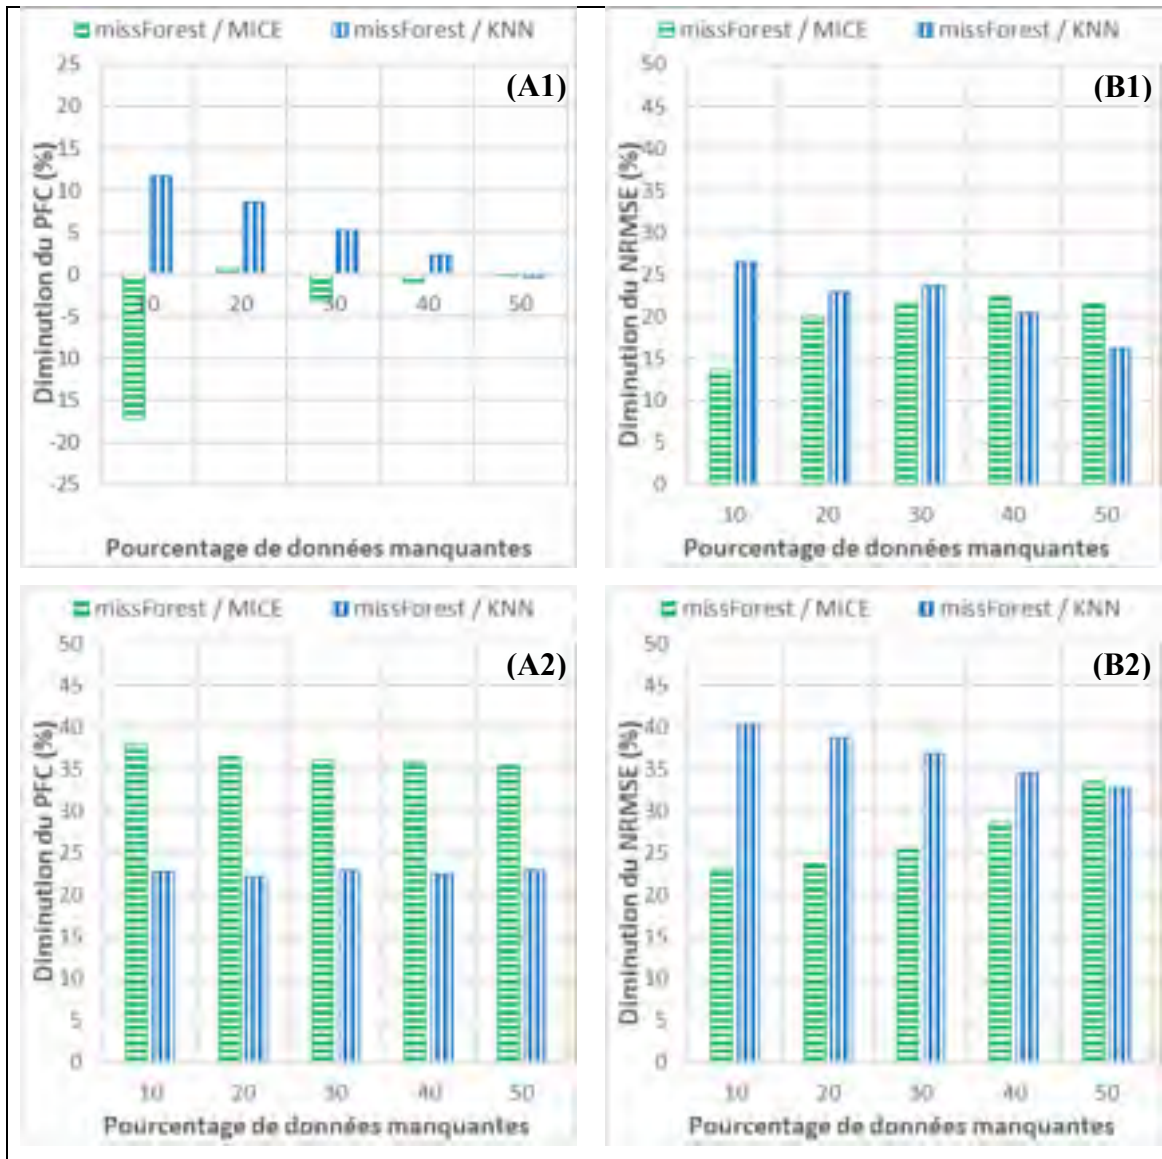 missForest / MICE missForest / KNN
(A1)
Diminution du PFC (%)
25
20
15
10
5
0
-5
-10
-15
-20
-25
10 20 30 40 50
Pourcentage de données manquantes
missForest / MICE missForest / KNN
(B1)
Diminution du NRMSE (%)
50
45
40
35
30
25
20
15
10
5
0
10 20 30 40 50
Pourcentage de données manquantes
missForest / MICE missForest / KNN
(A2)
Diminution du PFC (%)
50
45
40
35
30
25
20
15
10
5
0
10 20 30 40 50
Pourcentage de données manquantes
missForest / MICE missForest / KNN
(B2)
Diminution du NRMSE (%)
50
45
40
35
30
25
20
15
10
5
0
10 20 30 40 50
Pourcentage de données manquantes